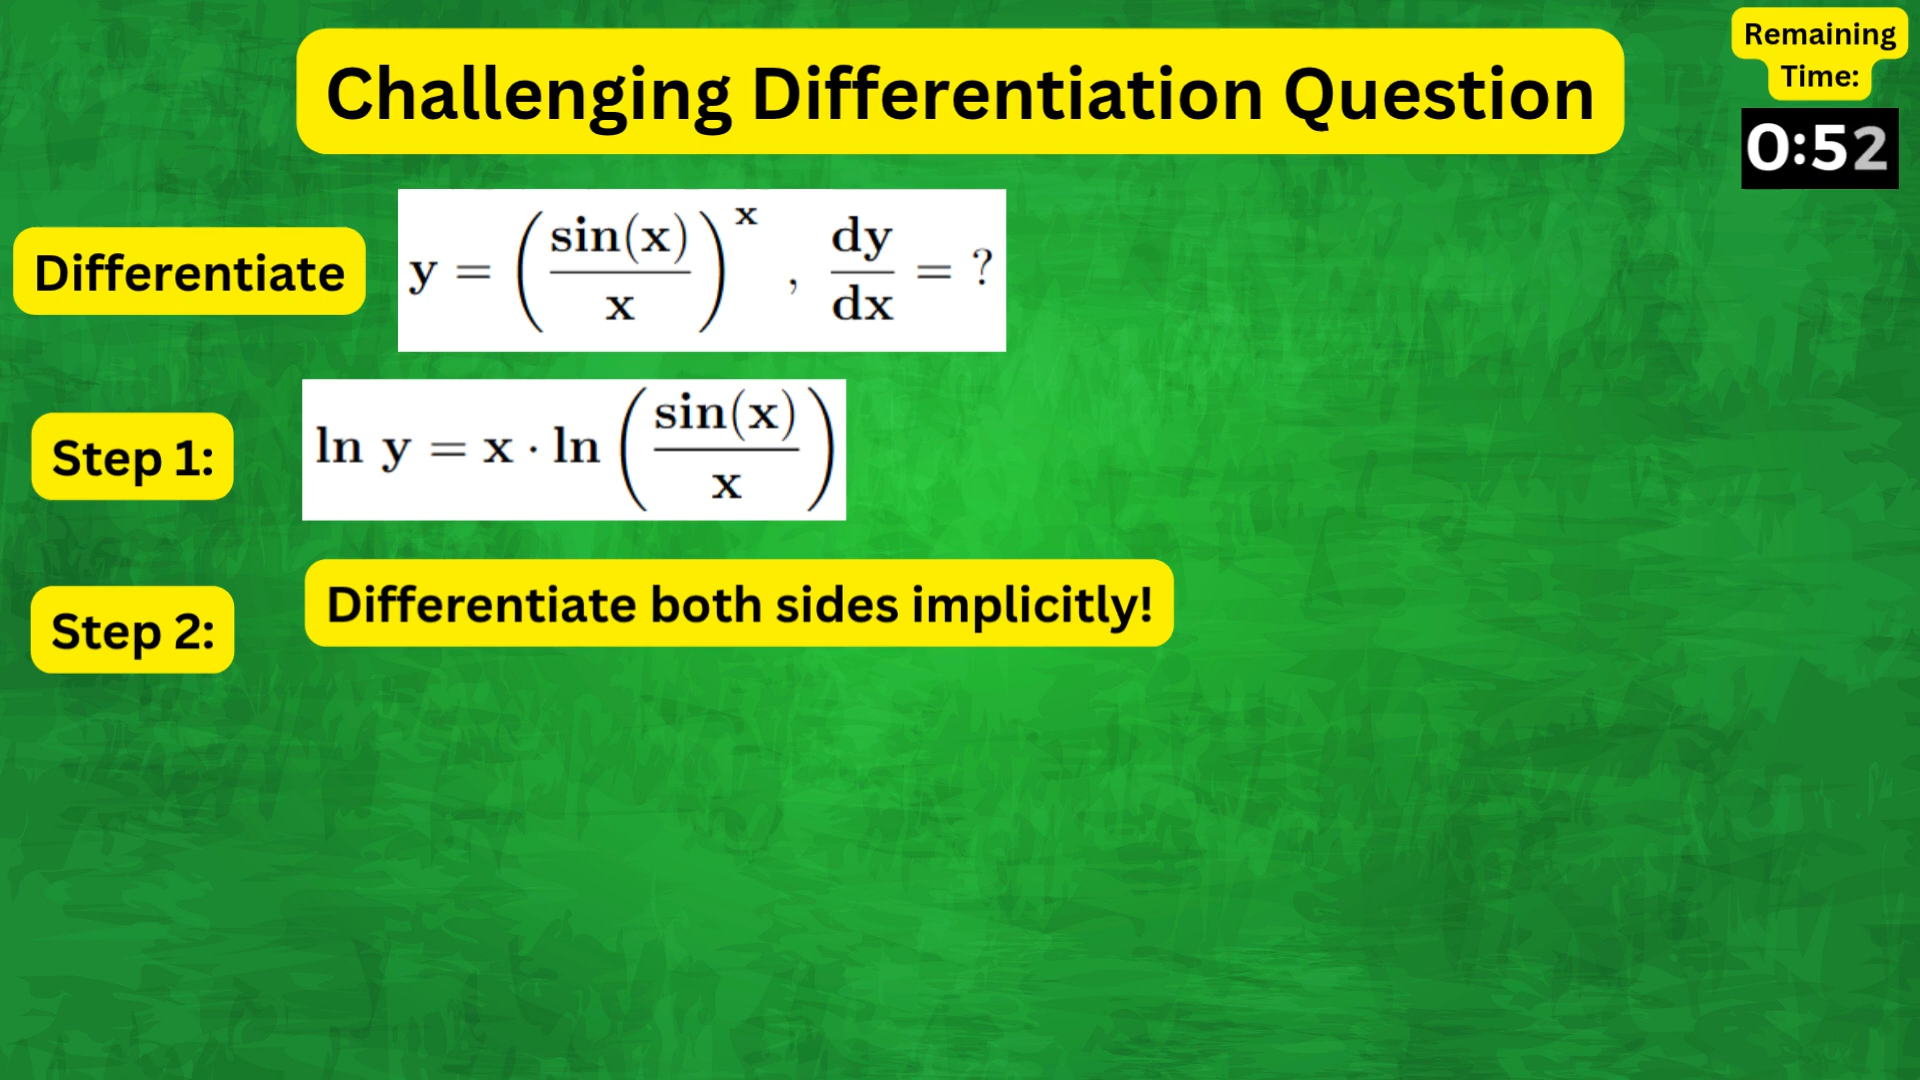 Challenging Differentiation Question
Remaining
Time:
0:52
Differentiate
y = (sin(x)/x)^x , dy/dx = ?
Step 1:
ln y = x · ln (sin(x)/x)
Step 2:
Differentiate both sides implicitly!